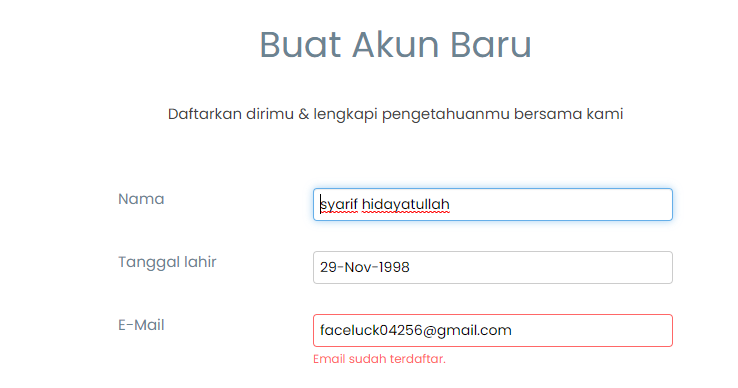 Buat Akun Baru
Daftarkan dirimu & lengkapi pengetahuanmu bersama kami
Nama
syarif hidayatullah
Tanggal lahir
29-Nov-1998
E-Mail
faceluck04256@gmail.com
Email sudah terdaftar.